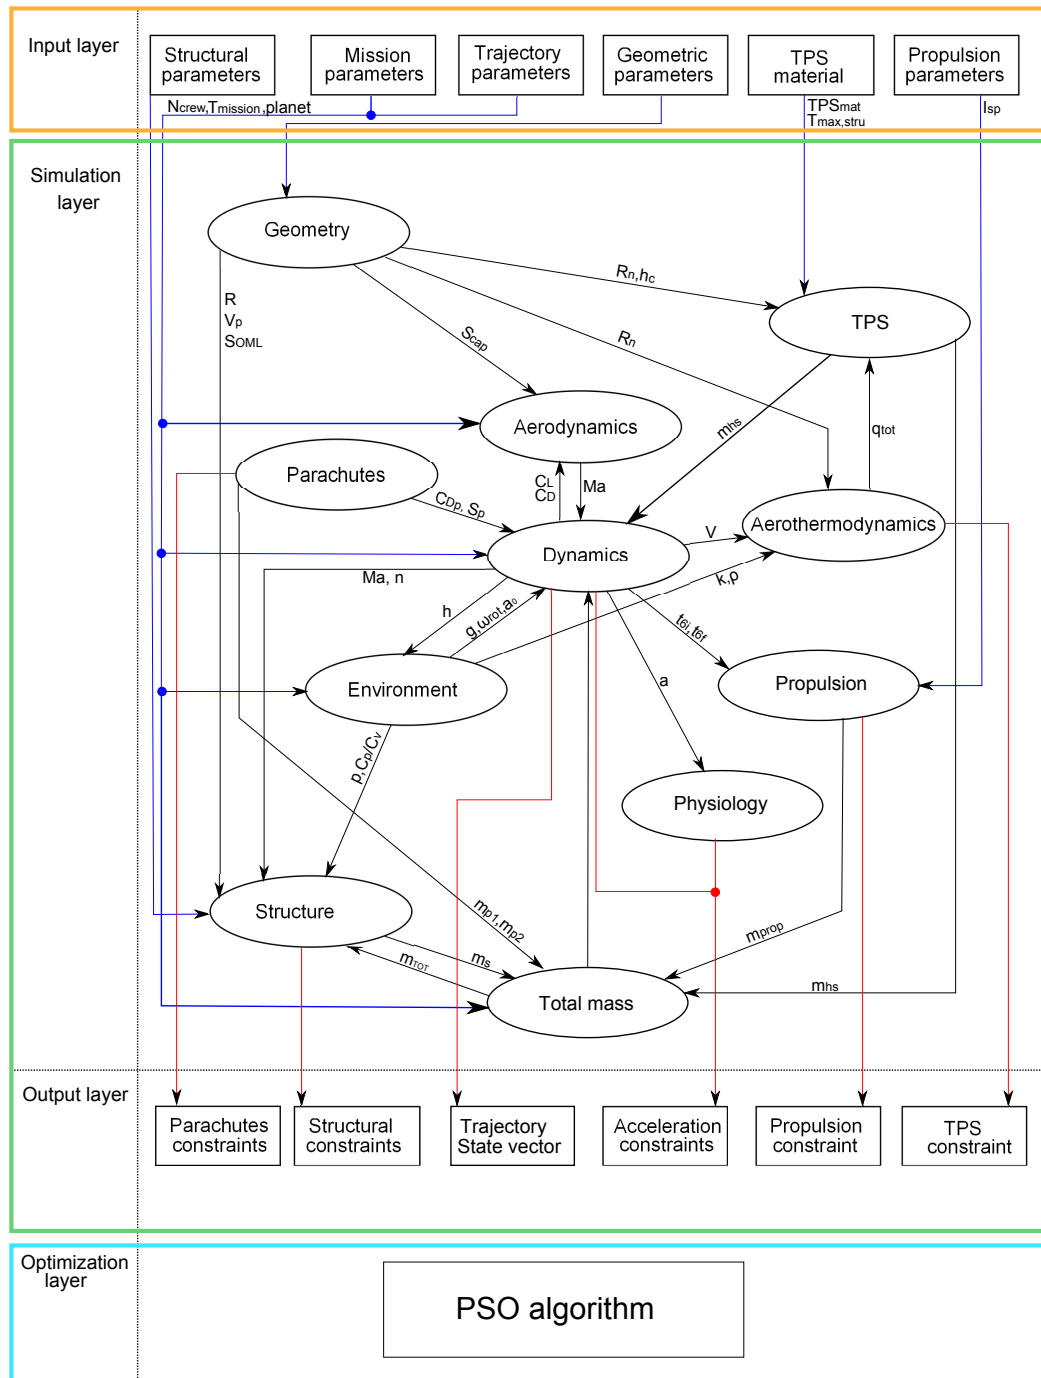 Input layer
Structural
parameters
Mission
parameters
Trajectory
parameters
Geometric
parameters
TPS
material
Propulsion
parameters
Ncrew,Tmission,planet
TPSmat
Tmax,stru
Isp
Simulation
layer
Geometry
R
Vp
SOML
Rn,hc
Scap
Rn
TPS
mhs
qtot
Aerodynamics
Parachutes
CDp, Sp
CL
CD
Ma
Aerothermodynamics
V
Dynamics
k,ρ
Ma, n
h
g,ωrot,a0
t6i,t6f
a
Environment
Propulsion
p,Cp/Cv
Physiology
Structure
mp1,mp2
mTOT
ms
mprop
mhs
Total mass
Output layer
Parachutes
constraints
Structural
constraints
Trajectory
State vector
Acceleration
constraints
Propulsion
constraint
TPS
constraint
Optimization
layer
PSO algorithm